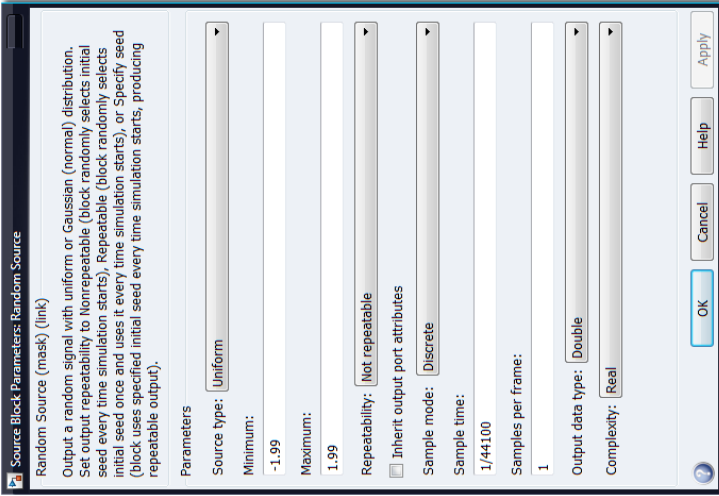 Source Block Parameters: Random Source
Random Source (mask) (link)
Output a random signal with uniform or Gaussian (normal) distribution.
Set output repeatability to Nonrepeatable (block randomly selects initial
seed every time simulation starts), Repeatable (block randomly selects
initial seed once and uses it every time simulation starts), or Specify seed
(block uses specified initial seed every time simulation starts, producing
repeatable output).
Parameters
Source type: Uniform
Minimum:
-1.99
Maximum:
1.99
Repeatability: Not repeatable
Inherit output port attributes
Sample mode: Discrete
Sample time:
1/44100
Samples per frame:
1
Output data type: Double
Complexity: Real
? OK Cancel Help Apply